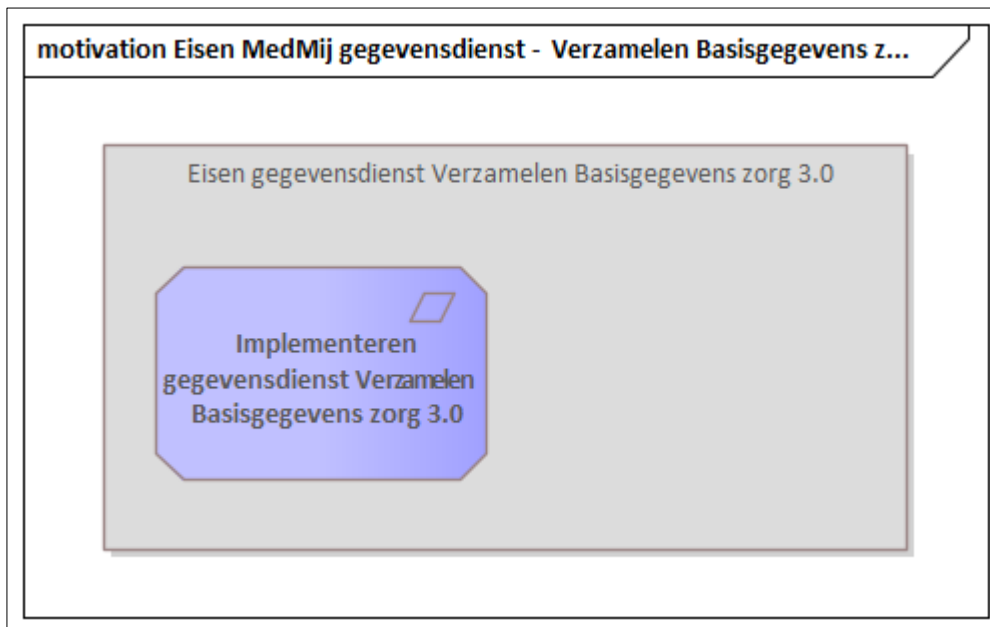 motivation Eisen MedMij gegevensdienst -  Verzamelen Basisgegevens z...
Eisen gegevensdienst Verzamelen Basisgegevens zorg 3.0
Implementeren
gegevensdienst Verzamelen
Basisgegevens zorg 3.0